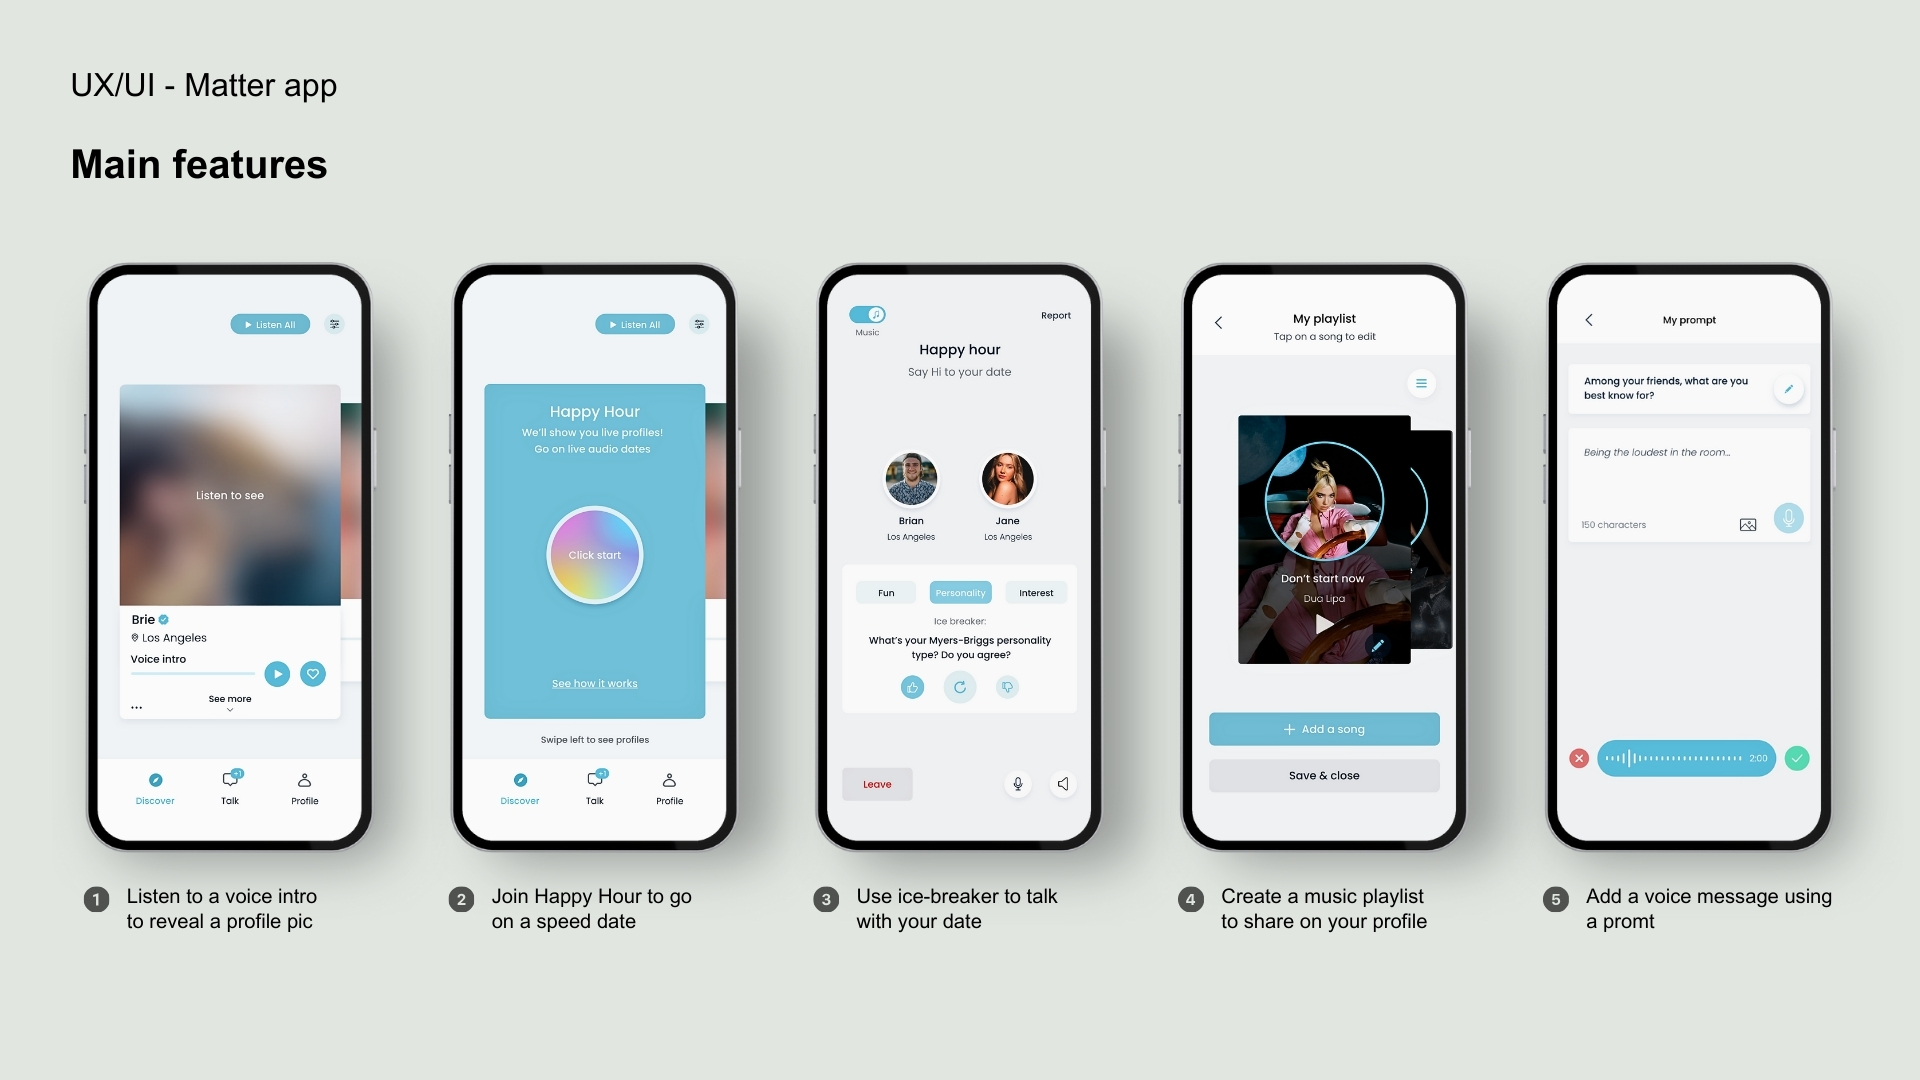 UX/UI - Matter app
Main features
Listen All
Listen to see
Brie
Los Angeles
Voice intro
See more
...
Discover
+1
Talk
Profile
1
Listen to a voice intro
to reveal a profile pic
Listen All
Happy Hour
We'll show you live profiles!
Go on live audio dates
Click start
See how it works
Swipe left to see profiles
Discover
+1
Talk
Profile
2
Join Happy Hour to go
on a speed date
Music
Report
Happy hour
Say Hi to your date
Brian
Los Angeles
Jane
Los Angeles
Fun
Personality
Interest
Ice breaker:
What's your Myers-Briggs personality
type? Do you agree?
Leave
3
Use ice-breaker to talk
with your date
My playlist
Tap on a song to edit
Don't start now
Dua Lipa
+ Add a song
Save & close
4
Create a music playlist
to share on your profile
My prompt
Among your friends, what are you
best know for?
Being the loudest in the room...
150 characters
2:00
5
Add a voice message using
a promt